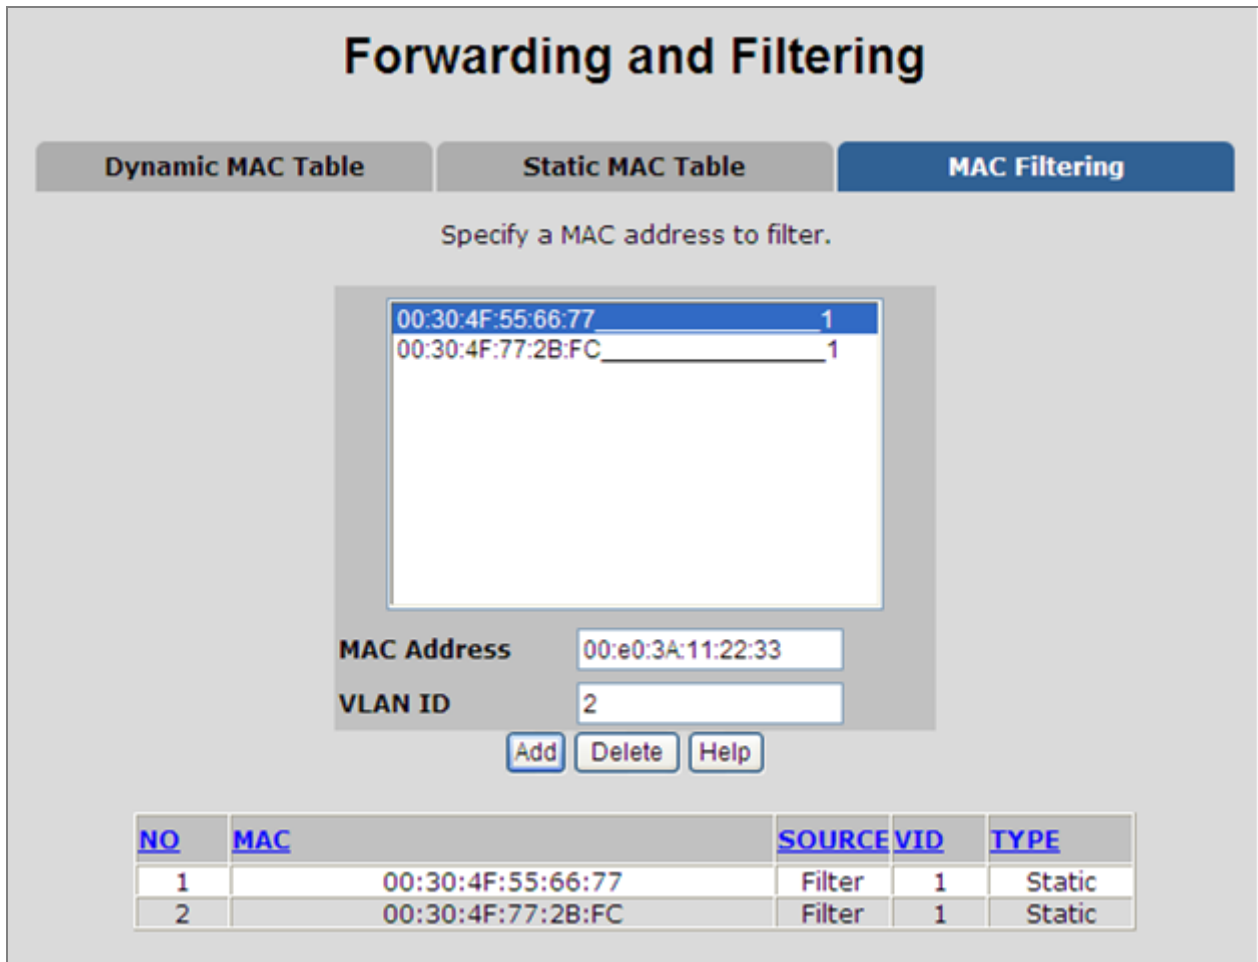 Forwarding and Filtering
Dynamic MAC Table Static MAC Table MAC Filtering
Specify a MAC address to filter.
00:30:4F:55:66:77____________________1
00:30:4F:77:2B:FC____________________1
MAC Address 00:e0:3A:11:22:33
VLAN ID 2
Add Delete Help
NO MAC SOURCE VID TYPE
1 00:30:4F:55:66:77 Filter 1 Static
2 00:30:4F:77:2B:FC Filter 1 Static